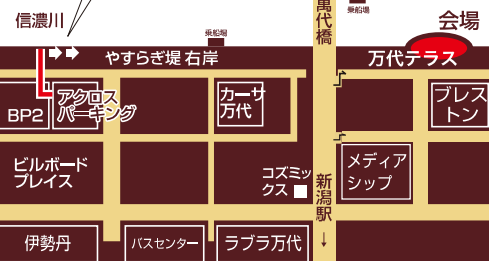 信濃川
乗船場
萬代橋
乗船場
会場
やすらぎ堤 右岸
万代テラス
BP2
アクロス
パーキング
カーサ
万代
ブレス
トン
ビルボード
プレイス
コズミッ
クス
新潟駅
↓
メディア
シップ
伊勢丹
バスセンター
ラブラ万代